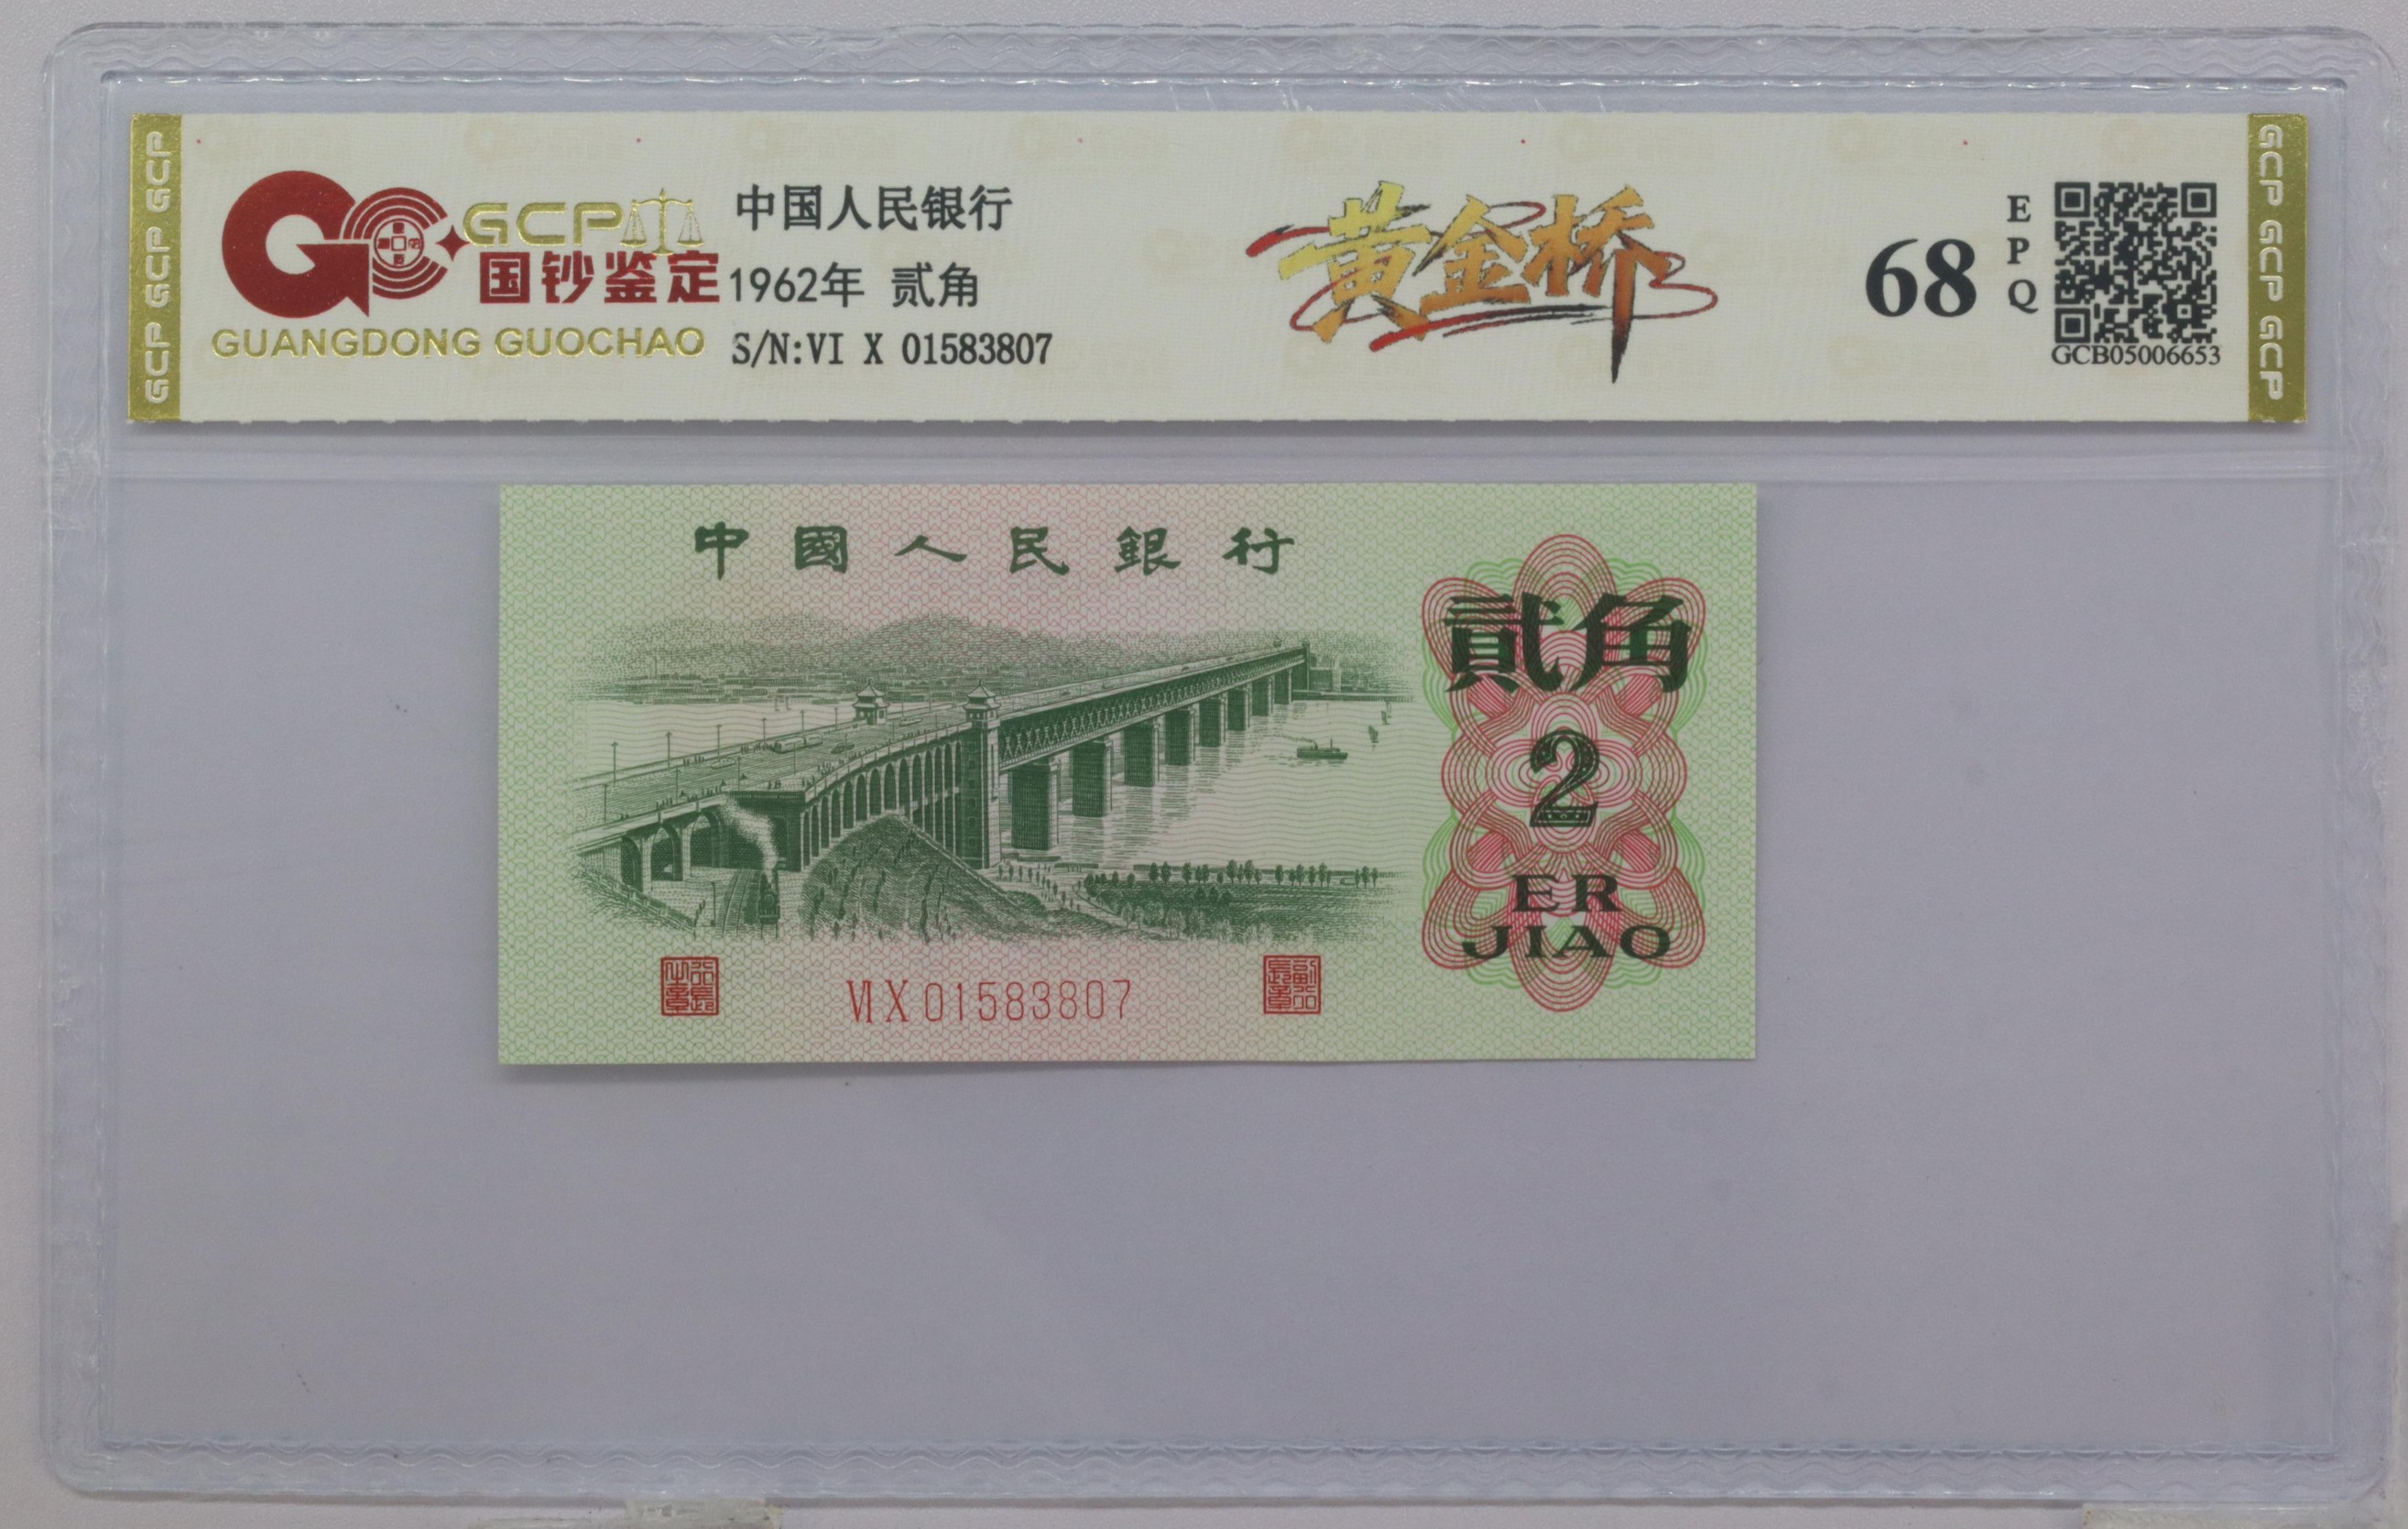 GCP GCP GCP
GCP
国钞鉴定
GUANGDONG GUOCHAO
中国人民银行
1962年 贰角
S/N:VI X 01583807
黄金桥
68
EPQ
GCB05006653
GCP GCP GCP
中國人民銀行
貳角
2
ER
JIAO
VI X 01583807